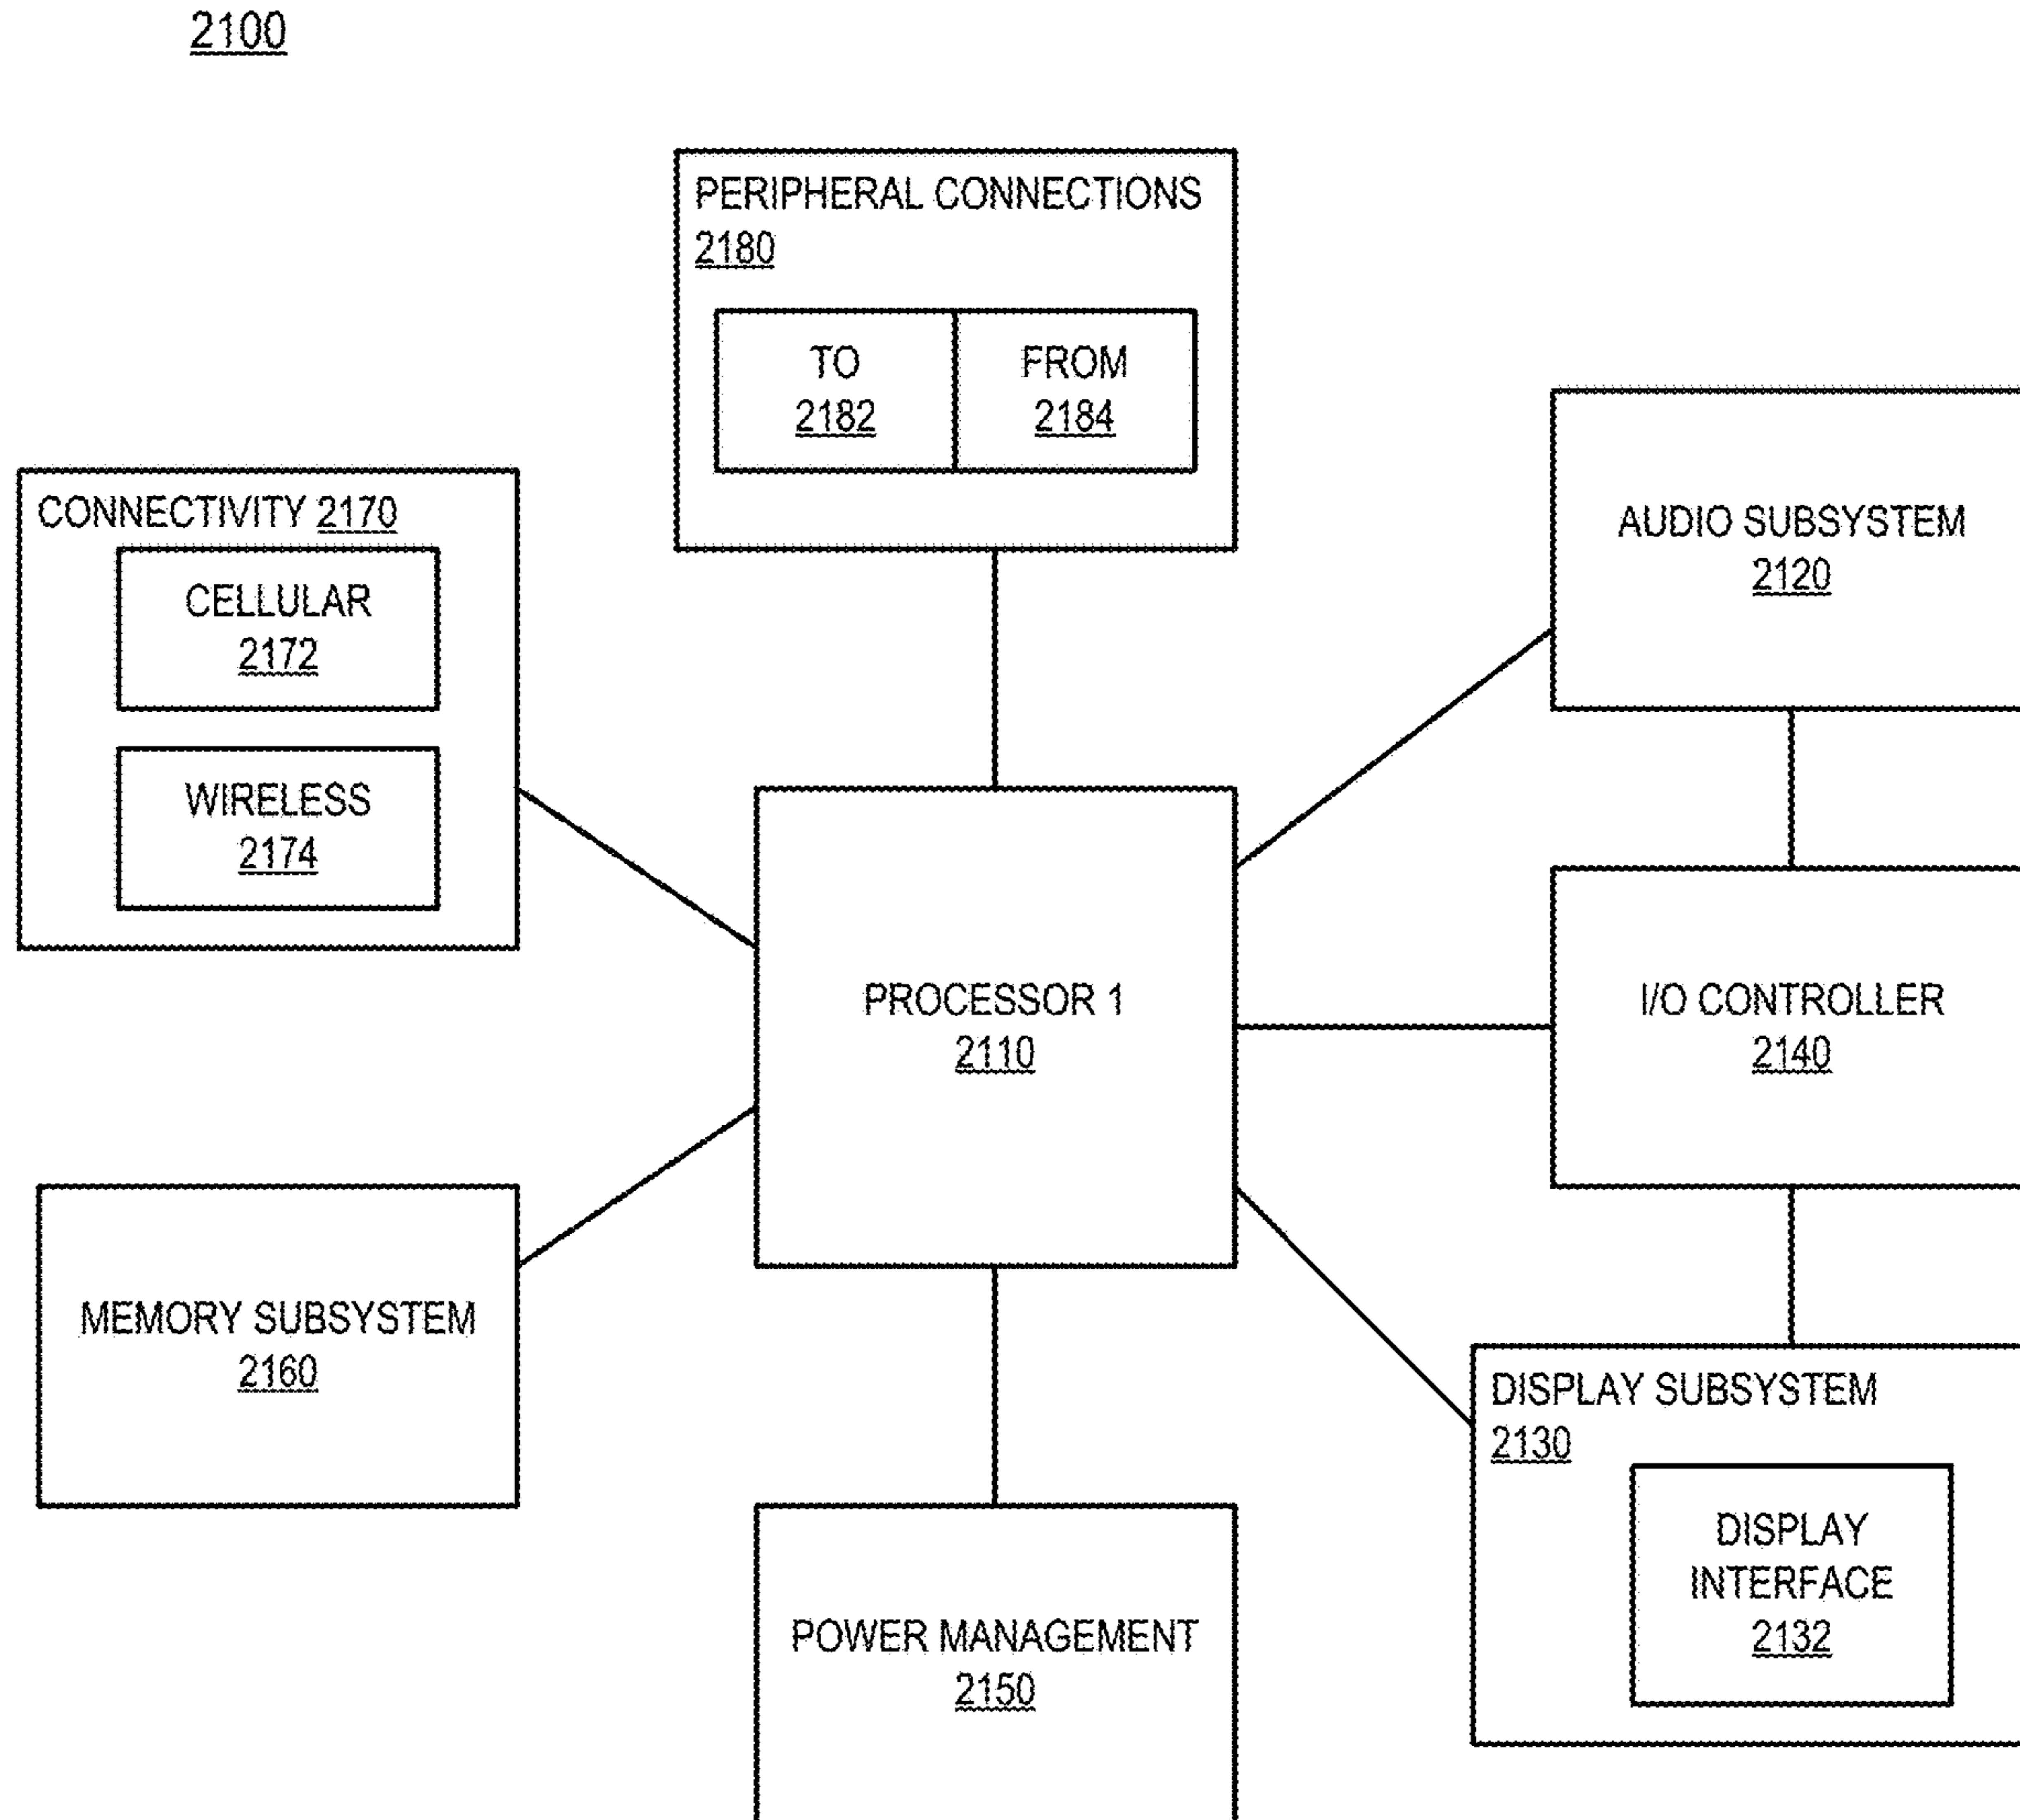 2100
PERIPHERAL CONNECTIONS
2180
TO
2182
FROM
2184
CONNECTIVITY 2170
CELLULAR
2172
WIRELESS
2174
AUDIO SUBSYSTEM
2120
PROCESSOR 1
2110
I/O CONTROLLER
2140
MEMORY SUBSYSTEM
2160
DISPLAY SUBSYSTEM
2130
DISPLAY
INTERFACE
2132
POWER MANAGEMENT
2150